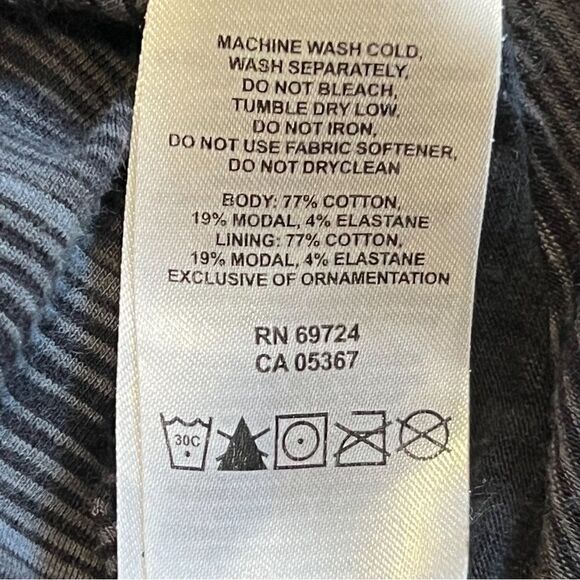 MACHINE WASH COLD,
WASH SEPARATELY,
DO NOT BLEACH,
TUMBLE DRY LOW,
DO NOT IRON,
DO NOT USE FABRIC SOFTENER,
DO NOT DRYCLEAN
BODY: 77% COTTON,
19% MODAL, 4% ELASTANE
LINING: 77% COTTON,
19% MODAL, 4% ELASTANE
EXCLUSIVE OF ORNAMENTATION
RN 69724
CA 05367
30C